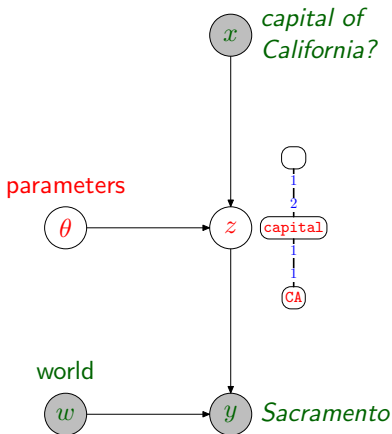 x
capital of
California?
parameters
θ
z
1
2
capital
1
1
CA
world
w
y
Sacramento